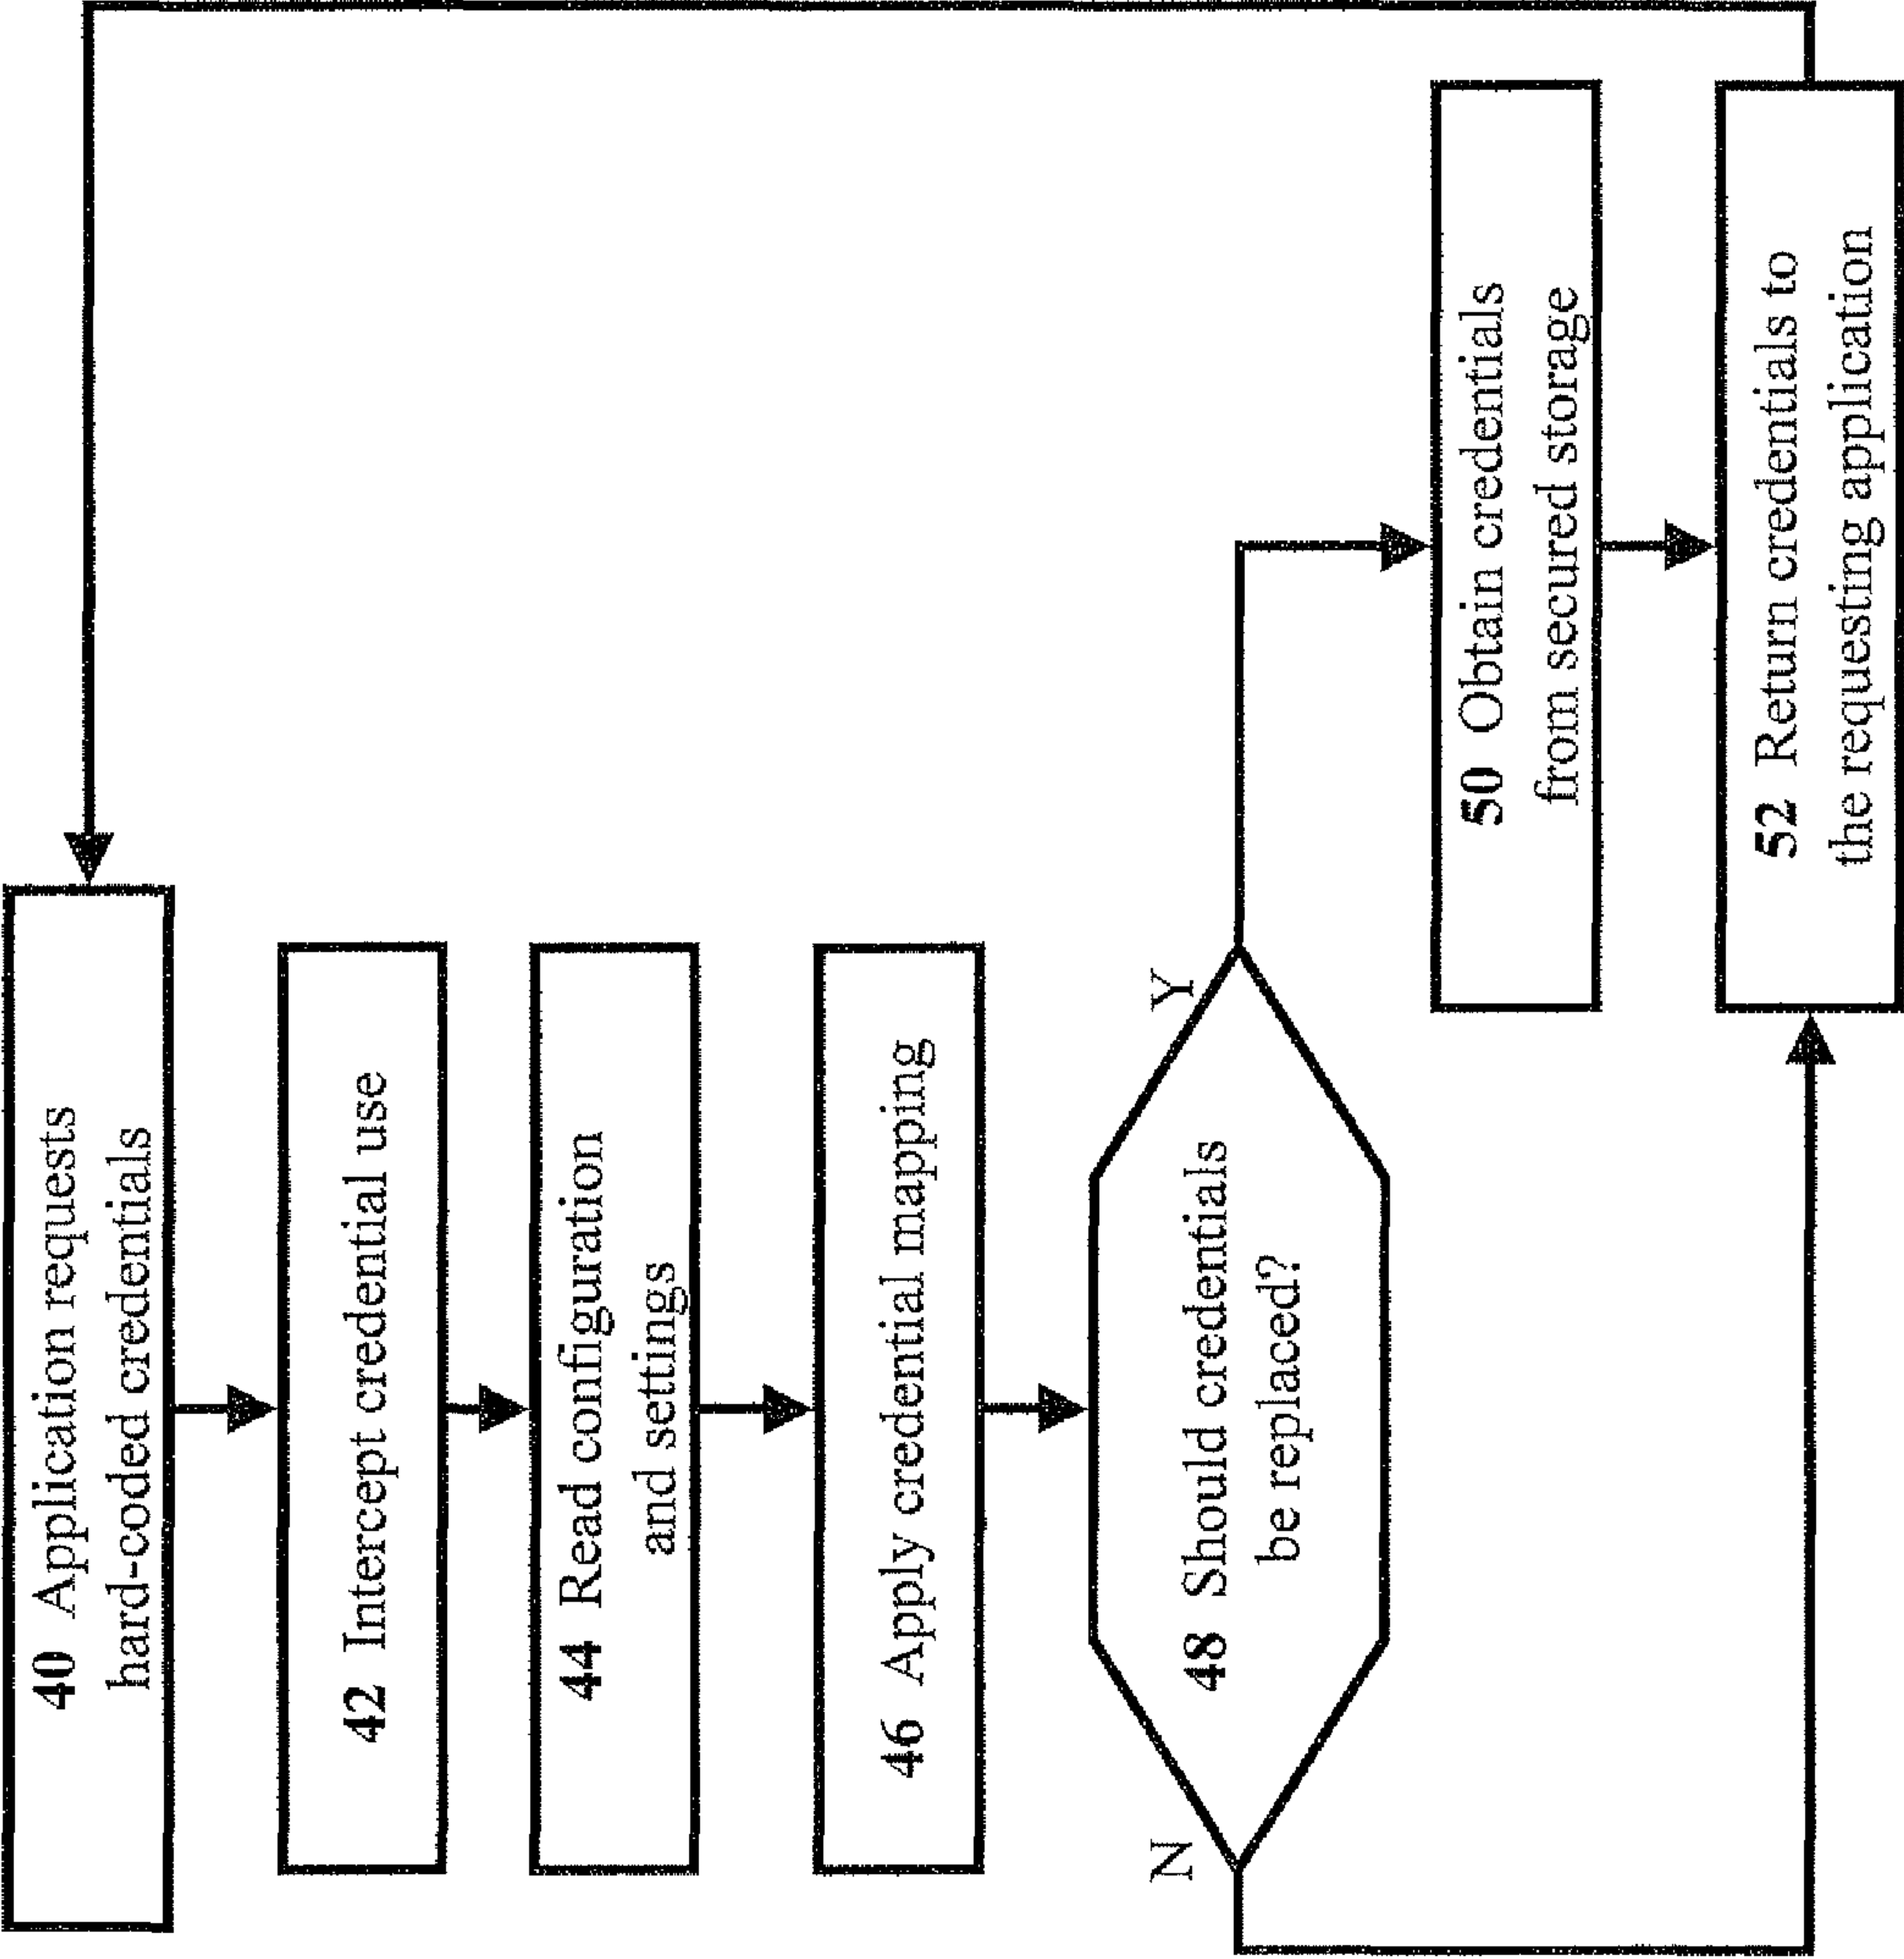 40 Application requests
hard-coded credentials
42 Intercept credential use
44 Read configuration
and settings
46 Apply credential mapping
48 Should credentials
be replaced?
N
Y
50 Obtain credentials
from secured storage
52 Return credentials to
the requesting application